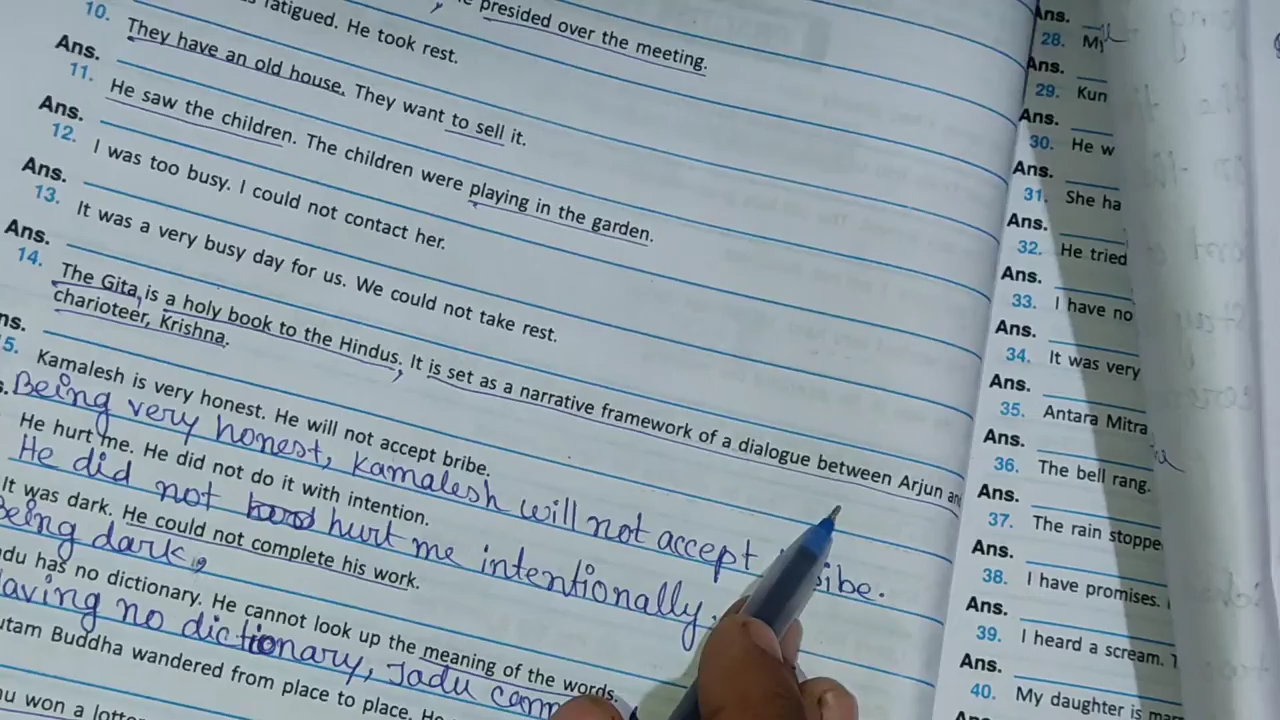 presided over the meeting.
fatigued. He took rest.
10. They have an old house. They want to sell it.
Ans.
11. He saw the children. The children were playing in the garden.
Ans.
12. I was too busy. I could not contact her.
Ans.
13. It was a very busy day for us. We could not take rest.
Ans.
14. The Gita is a holy book to the Hindus. It is set as a narrative framework of a dialogue between Arjun
charioteer, Krishna.
Kamalesh is very honest. He will not accept bribe.
Being very honest, Kamalesh will not accept
He hurt me. He did not do it with intention.
He did not hurt me intentionally,
It was dark. He could not complete his work.
Being dark,
has no dictionary. He cannot look up the meaning of the words.
Having no dictionary, Jadu
Buddha wandered from place to place.
won a
Ans.
28. My
Ans.
29. Kun
Ans.
30. He w
Ans.
31. She ha
Ans.
32. He tried
Ans.
33. I have no
Ans.
34. It was very
Ans.
35. Antara Mitra
Ans.
36. The bell rang.
Ans.
37. The rain stoppe
Ans.
38. I have promises.
Ans.
39. I heard a scream.
Ans.
40. My daughter is